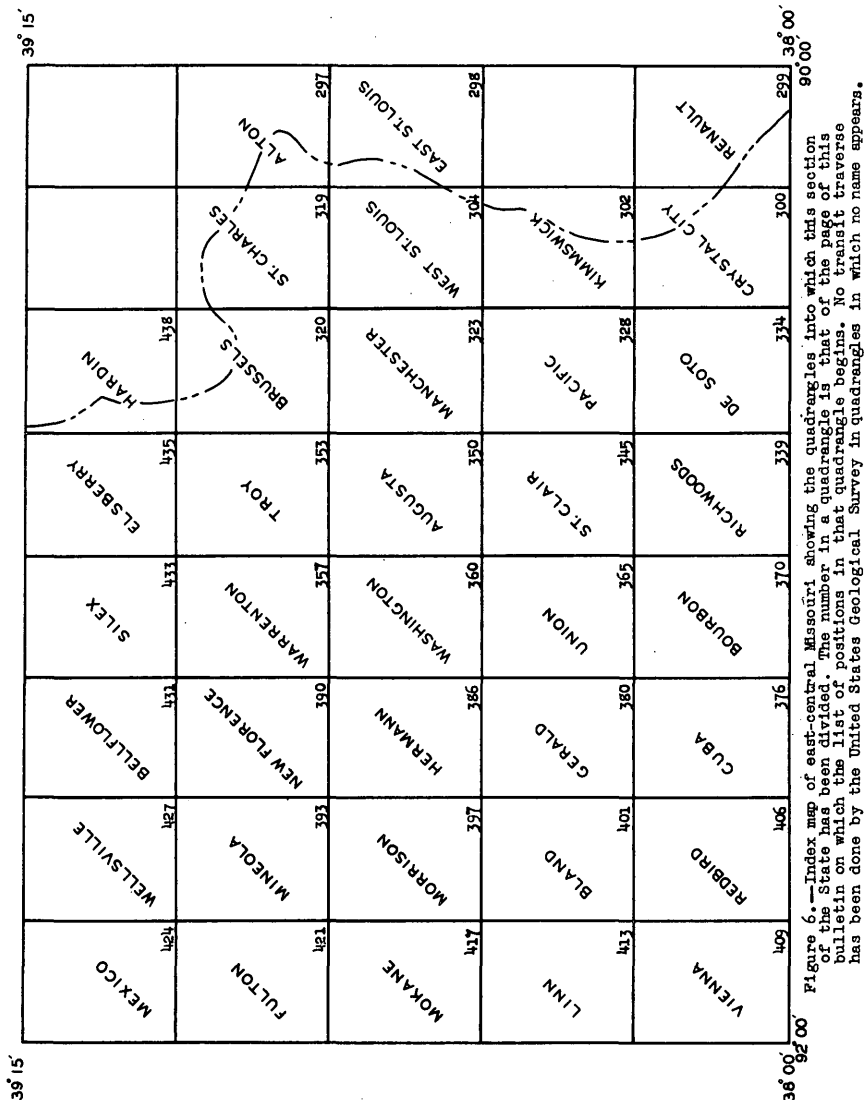 39° 15′
39° 15′
MEXICO
424
WELLSVILLE
427
BELLFLOWER
431
SILEX
433
ELSBERRY
435
HARDIN
438
FULTON
421
MINEOLA
393
NEW FLORENCE
390
WARRENTON
357
TROY
353
BRUSSELS
320
ST. CHARLES
319
ALTON
297
MOKANE
417
MORRISON
397
HERMANN
386
WASHINGTON
360
AUGUSTA
350
MANCHESTER
323
WEST ST. LOUIS
304
EAST ST. LOUIS
298
LINN
413
BLAND
401
GERALD
380
UNION
365
ST. CLAIR
345
PACIFIC
328
KIMMSWICK
302
VIENNA
409
REDBIRD
406
CUBA
376
BOURBON
370
RICHWOODS
339
DE SOTO
334
CRYSTAL CITY
300
RENAULT
299
38° 00′
38° 00′
92° 00′
90° 00′
Figure 6.—Index map of east-central Missouri showing the quadrangles into which this section
of the State has been divided. The number in a quadrangle is that of the page of this
bulletin on which the list of positions in that quadrangle begins. No transit traverse
has been done by the United States Geological Survey in quadrangles in which no name appears.